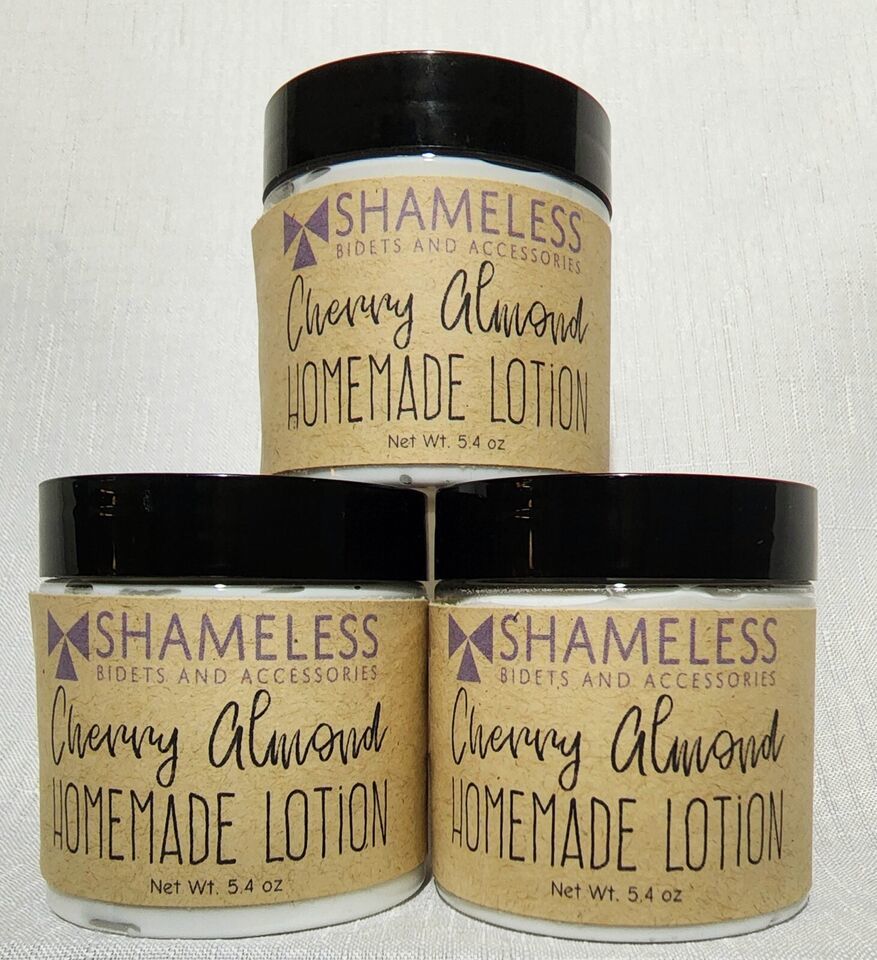 SHAMELESS
BIDETS AND ACCESSORIES
Cherry Almond
HOMEMADE LOTION
Net Wt. 5.4 oz
SHAMELESS
BIDETS AND ACCESSORIES
Cherry Almond
HOMEMADE LOTION
Net Wt. 5.4 oz
SHAMELESS
BIDETS AND ACCESSORIES
Cherry Almond
HOMEMADE LOTION
Net Wt. 5.4 oz